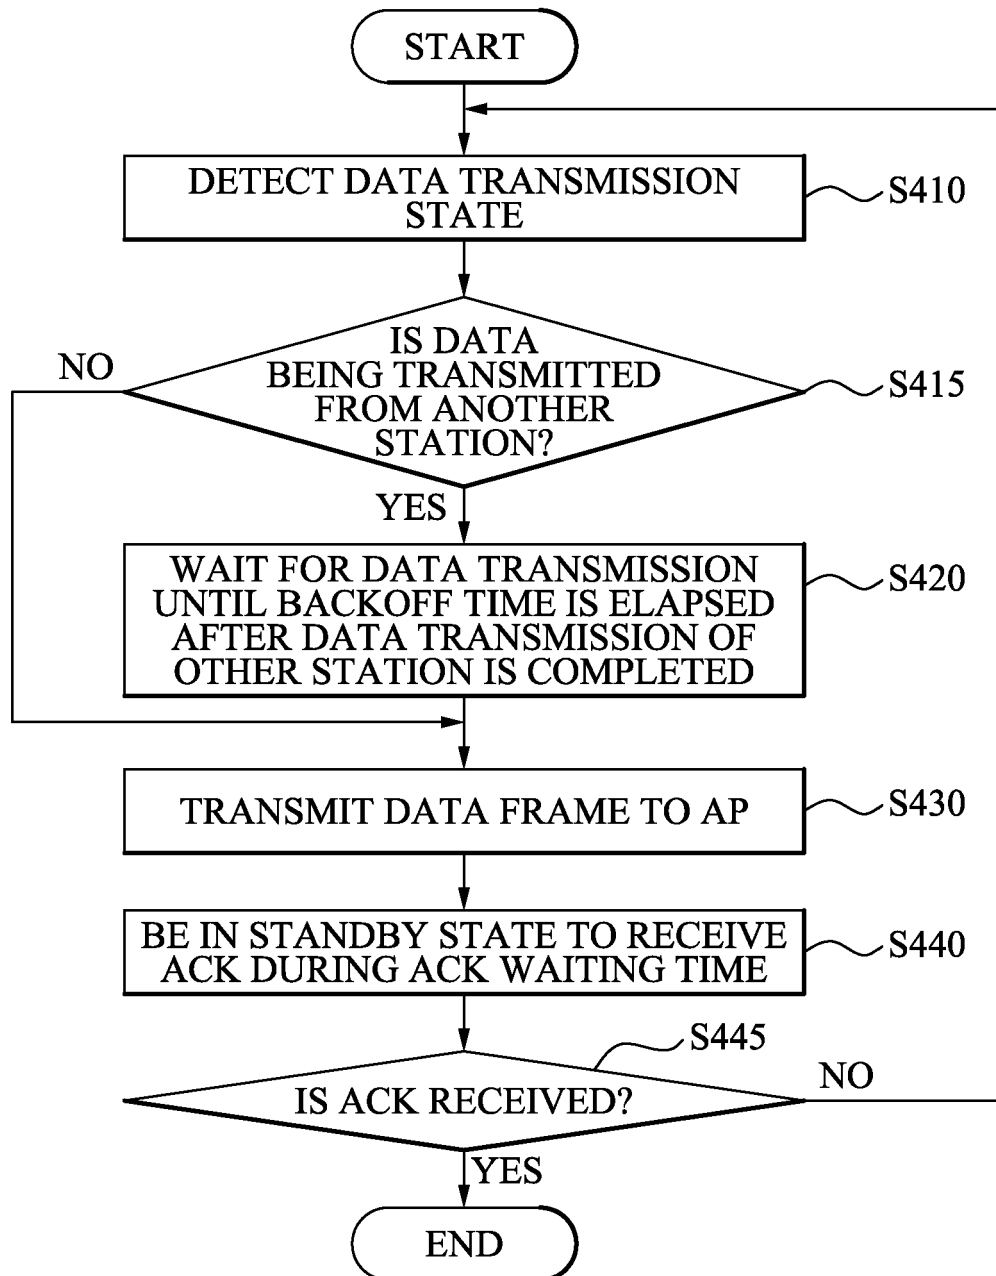 START
DETECT DATA TRANSMISSION
STATE
S410
IS DATA
BEING TRANSMITTED
FROM ANOTHER
STATION?
S415
NO
YES
WAIT FOR DATA TRANSMISSION
UNTIL BACKOFF TIME IS ELAPSED
AFTER DATA TRANSMISSION OF
OTHER STATION IS COMPLETED
S420
TRANSMIT DATA FRAME TO AP
S430
BE IN STANDBY STATE TO RECEIVE
ACK DURING ACK WAITING TIME
S440
S445
IS ACK RECEIVED?
NO
YES
END